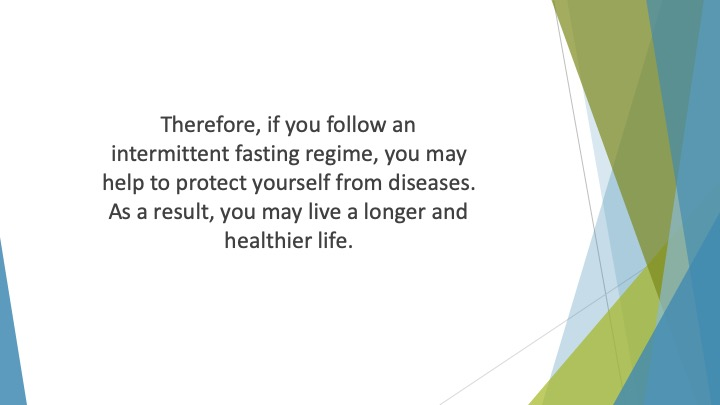 Therefore, if you follow an
intermittent fasting regime, you may
help to protect yourself from diseases.
As a result, you may live a longer and
healthier life.